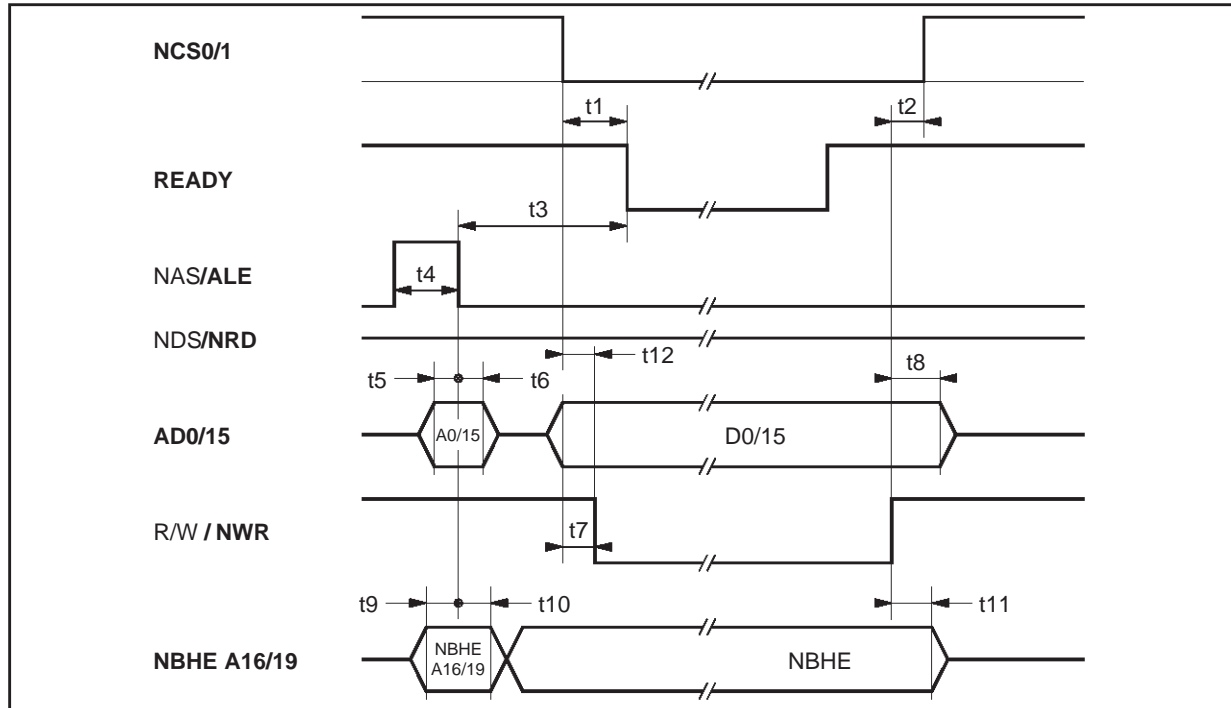 NCS0/1
t1
t2
READY
t3
NAS/ALE
t4
NDS/NRD
t12
t5
t6
t8
AD0/15
A0/15
D0/15
R/W / NWR
t7
t9
t10
t11
NBHE A16/19
NBHE
A16/19
NBHE